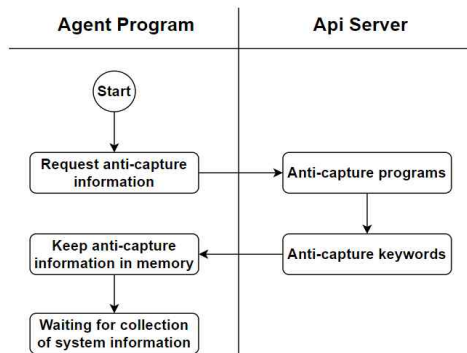 Agent Program
Api Server
Start
Request anti-capture
information
Anti-capture programs
Keep anti-capture
information in memory
Anti-capture keywords
Waiting for collection
of system information